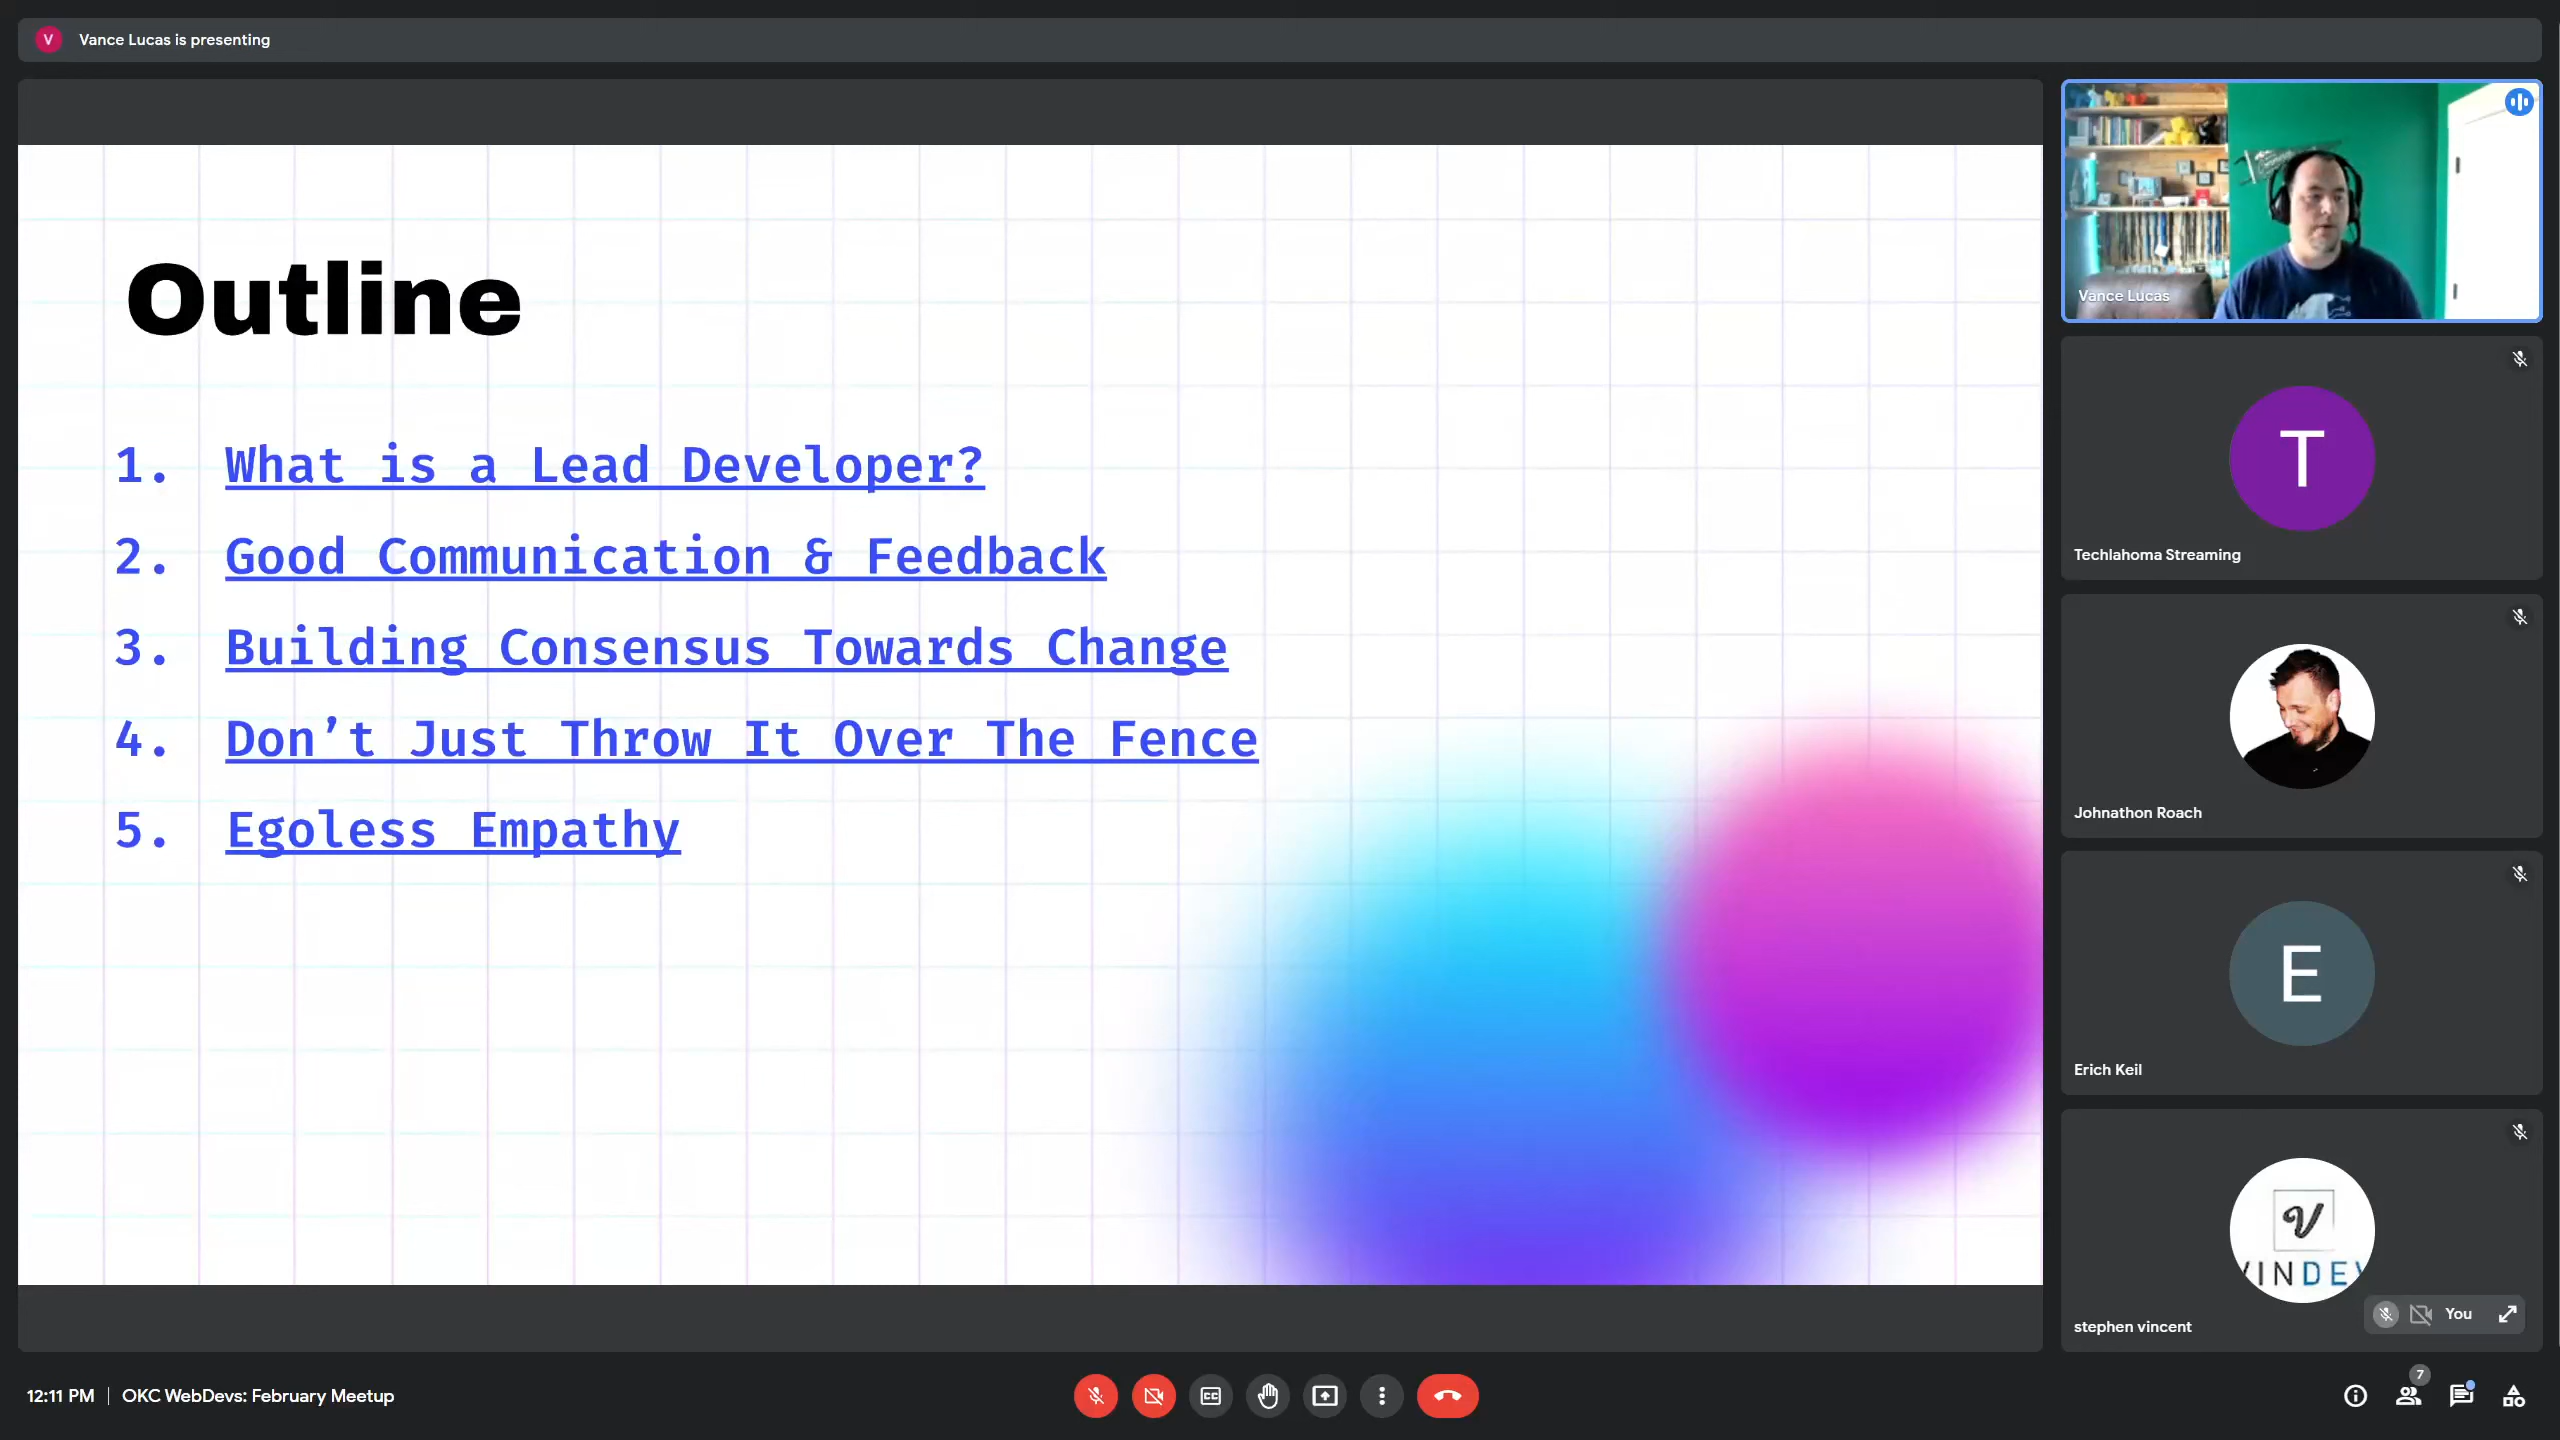 V Vance Lucas is presenting
Outline
1. What is a Lead Developer?
2. Good Communication & Feedback
3. Building Consensus Towards Change
4. Don’t Just Throw It Over The Fence
5. Egoless Empathy
Vance Lucas
T
Techlahoma Streaming
Johnathon Roach
E
Erich Keil
V
VINDEV
stephen vincent
You
12:11 PM | OKC WebDevs: February Meetup
CC
7